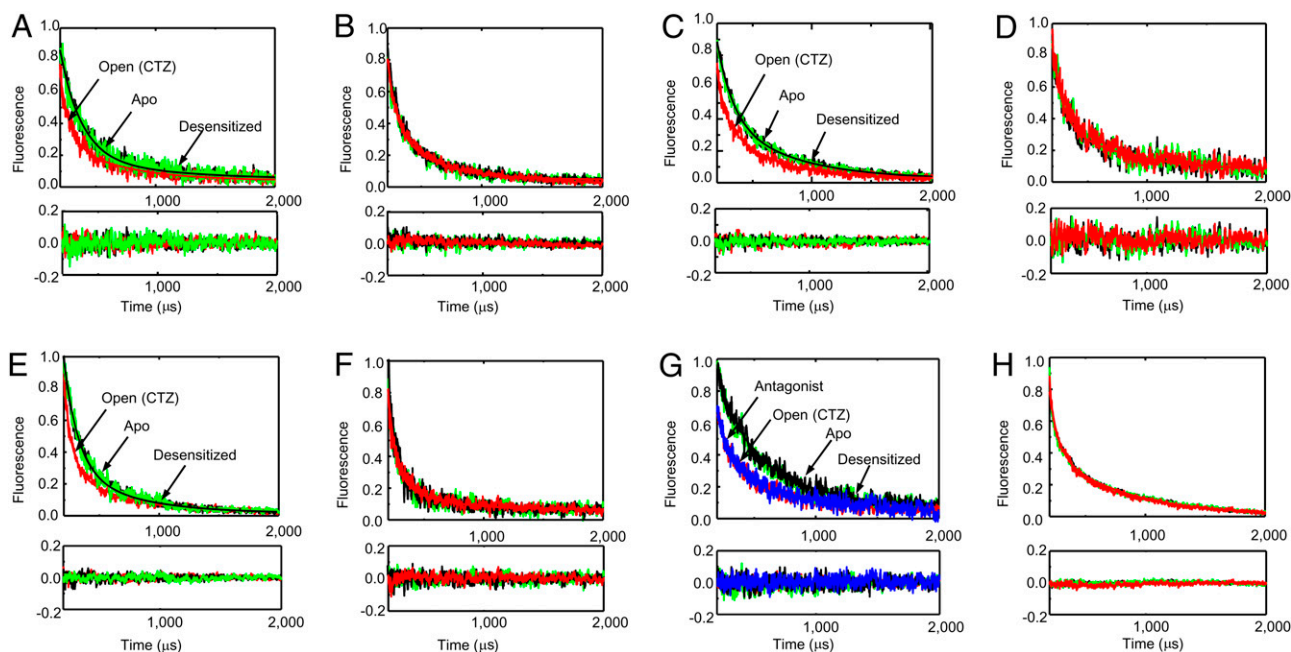 A
1.0
0.8
0.6
0.4
0.2
0.0
Fluorescence
Open (CTZ)
Apo
Desensitized
1,000
2,000
0.2
0.0
-0.2
1,000
2,000
Time (μs)
B
1.0
0.8
0.6
0.4
0.2
0.0
Fluorescence
1,000
2,000
0.2
0.0
-0.2
1,000
2,000
Time (μs)
C
1.0
0.8
0.6
0.4
0.2
0.0
Fluorescence
Open (CTZ)
Apo
Desensitized
1,000
2,000
0.2
0.0
-0.2
1,000
2,000
Time (μs)
D
1.0
0.8
0.6
0.4
0.2
0.0
Fluorescence
1,000
2,000
0.2
0.0
-0.2
1,000
2,000
Time (μs)
E
1.0
0.8
0.6
0.4
0.2
0.0
Fluorescence
Open (CTZ)
Apo
Desensitized
1,000
2,000
0.2
0.0
-0.2
1,000
2,000
Time (μs)
F
1.0
0.8
0.6
0.4
0.2
0.0
Fluorescence
1,000
2,000
0.2
0.0
-0.2
1,000
2,000
Time (μs)
G
1.0
0.8
0.6
0.4
0.2
0.0
Fluorescence
Antagonist
Open (CTZ)
Apo
Desensitized
1,000
2,000
0.2
0.0
-0.2
1,000
2,000
Time (μs)
H
1.0
0.8
0.6
0.4
0.2
0.0
Fluorescence
1,000
2,000
0.2
0.0
-0.2
1,000
2,000
Time (μs)